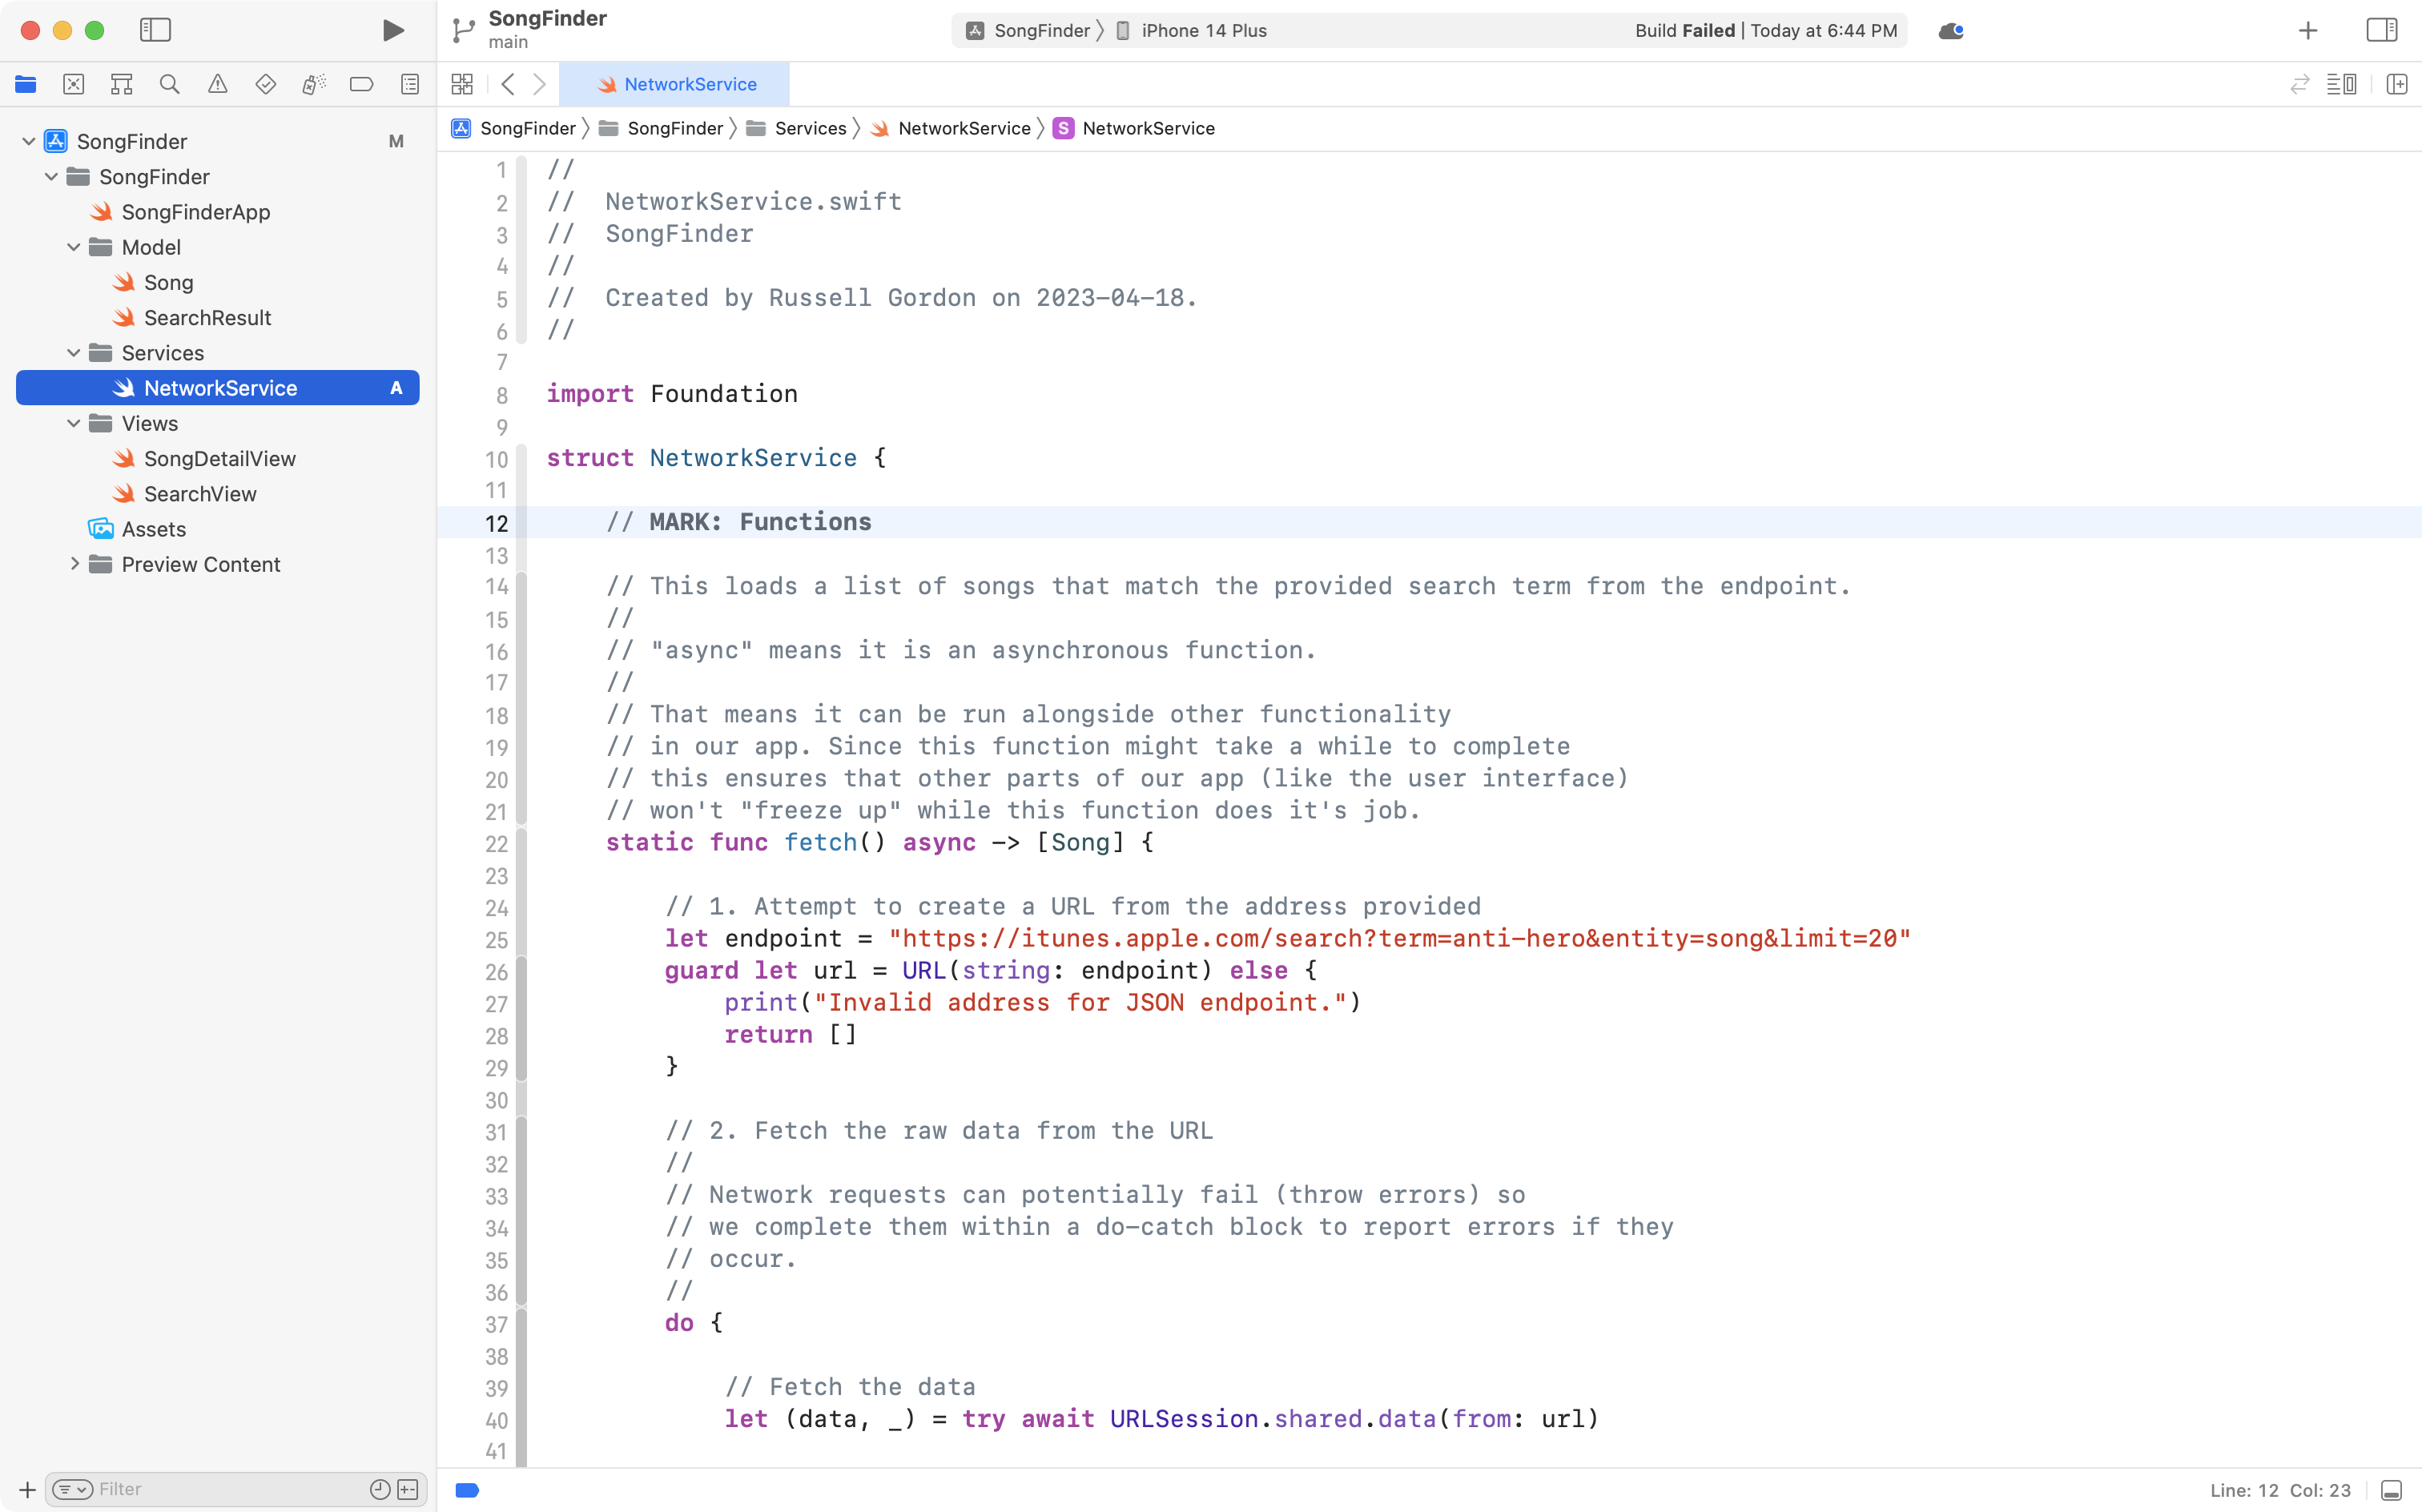 SongFinder
main
SongFinder 〉 iPhone 14 Plus
Build Failed | Today at 6:44 PM
NetworkService
SongFinder 〉 SongFinder 〉 Services 〉 NetworkService 〉 S NetworkService
SongFinder M
SongFinder
SongFinderApp
Model
Song
SearchResult
Services
NetworkService A
Views
SongDetailView
SearchView
Assets
Preview Content
Filter
1 //
2 //  NetworkService.swift
3 //  SongFinder
4 //
5 //  Created by Russell Gordon on 2023-04-18.
6 //
7
8 import Foundation
9
10 struct NetworkService {
11
12     // MARK: Functions
13
14     // This loads a list of songs that match the provided search term from the endpoint.
15     //
16     // "async" means it is an asynchronous function.
17     //
18     // That means it can be run alongside other functionality
19     // in our app. Since this function might take a while to complete
20     // this ensures that other parts of our app (like the user interface)
21     // won't "freeze up" while this function does it's job.
22     static func fetch() async -> [Song] {
23
24         // 1. Attempt to create a URL from the address provided
25         let endpoint = "https://itunes.apple.com/search?term=anti-hero&entity=song&limit=20"
26         guard let url = URL(string: endpoint) else {
27             print("Invalid address for JSON endpoint.")
28             return []
29         }
30
31         // 2. Fetch the raw data from the URL
32         //
33         // Network requests can potentially fail (throw errors) so
34         // we complete them within a do-catch block to report errors if they
35         // occur.
36         //
37         do {
38
39             // Fetch the data
40             let (data, _) = try await URLSession.shared.data(from: url)
41
Line: 12 Col: 23